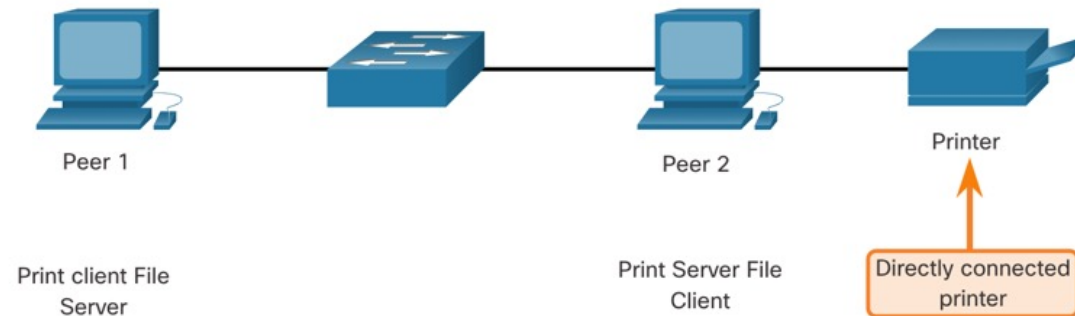 Peer 1
Peer 2
Printer
Print client File
Server
Print Server File
Client
Directly connected
printer